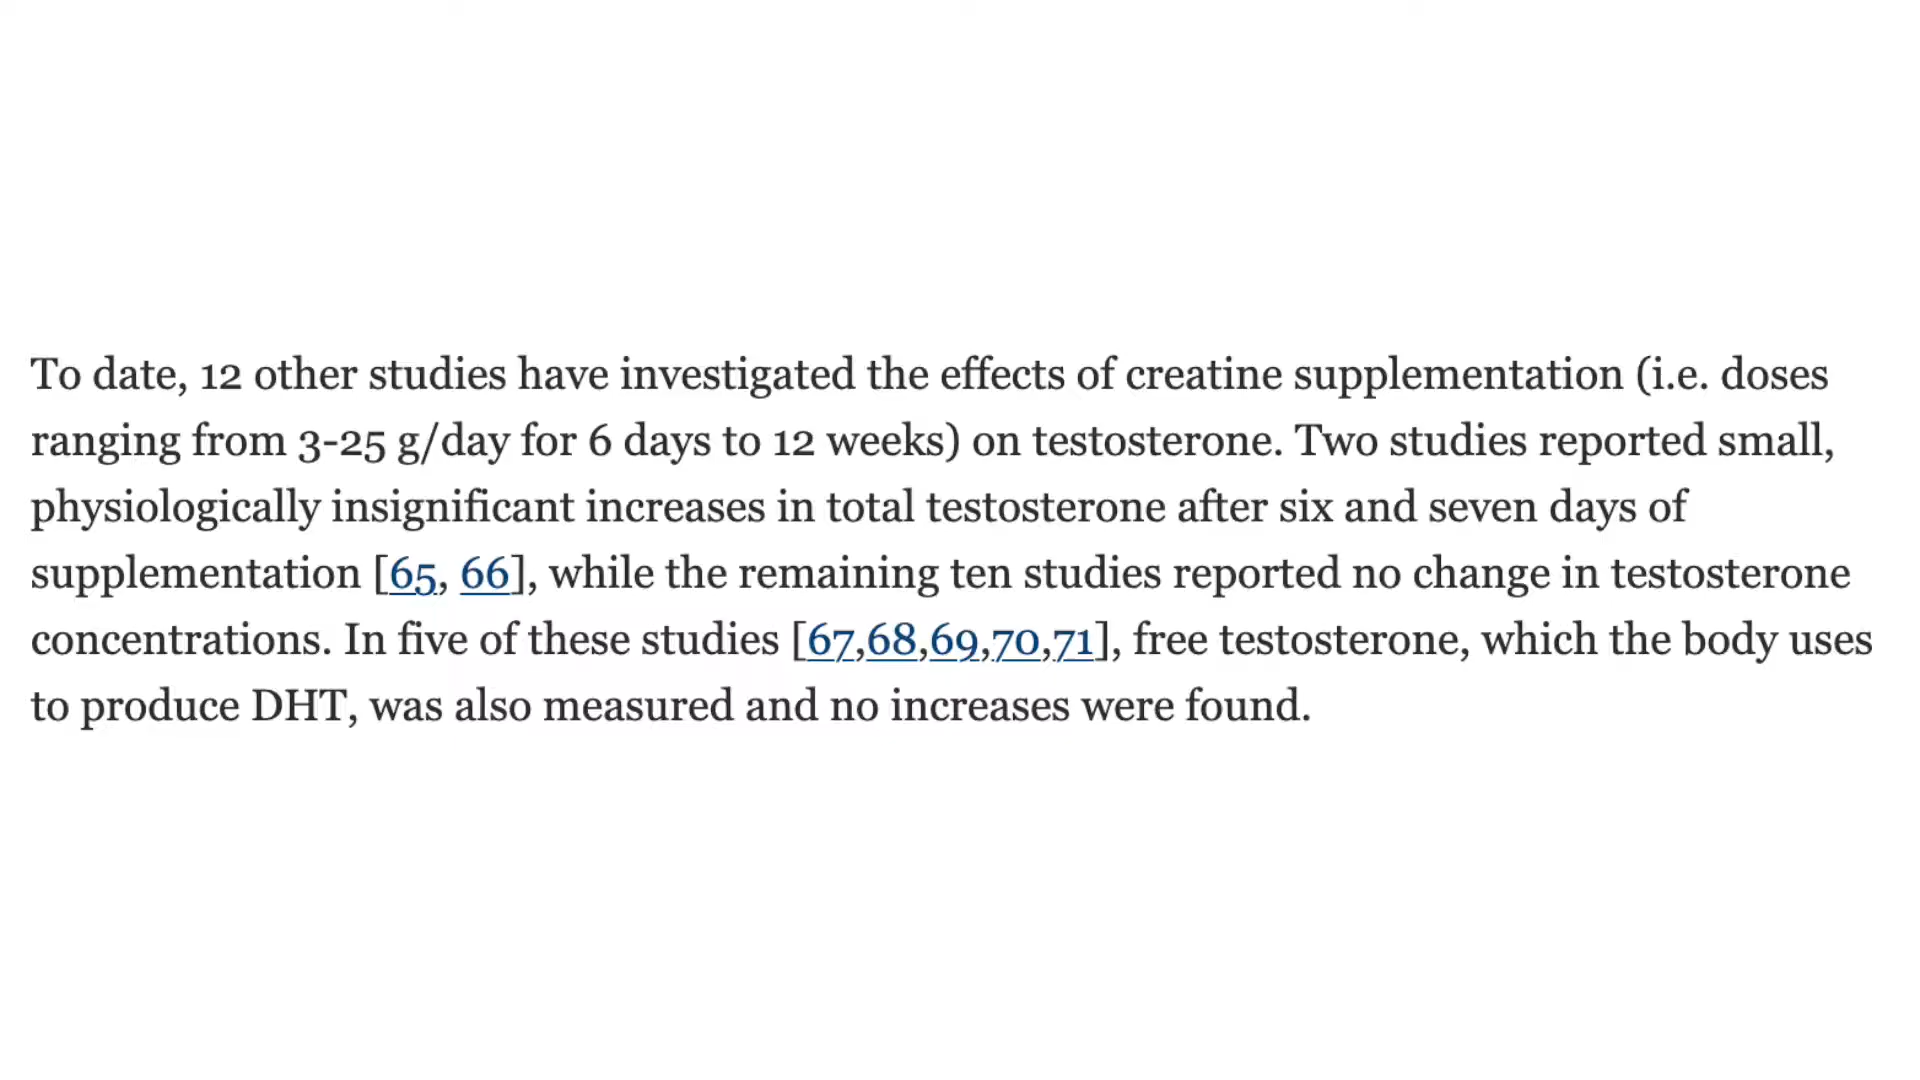 To date, 12 other studies have investigated the effects of creatine supplementation (i.e. doses
ranging from 3-25 g/day for 6 days to 12 weeks) on testosterone. Two studies reported small,
physiologically insignificant increases in total testosterone after six and seven days of
supplementation [65, 66], while the remaining ten studies reported no change in testosterone
concentrations. In five of these studies [67,68,69,70,71], free testosterone, which the body uses
to produce DHT, was also measured and no increases were found.